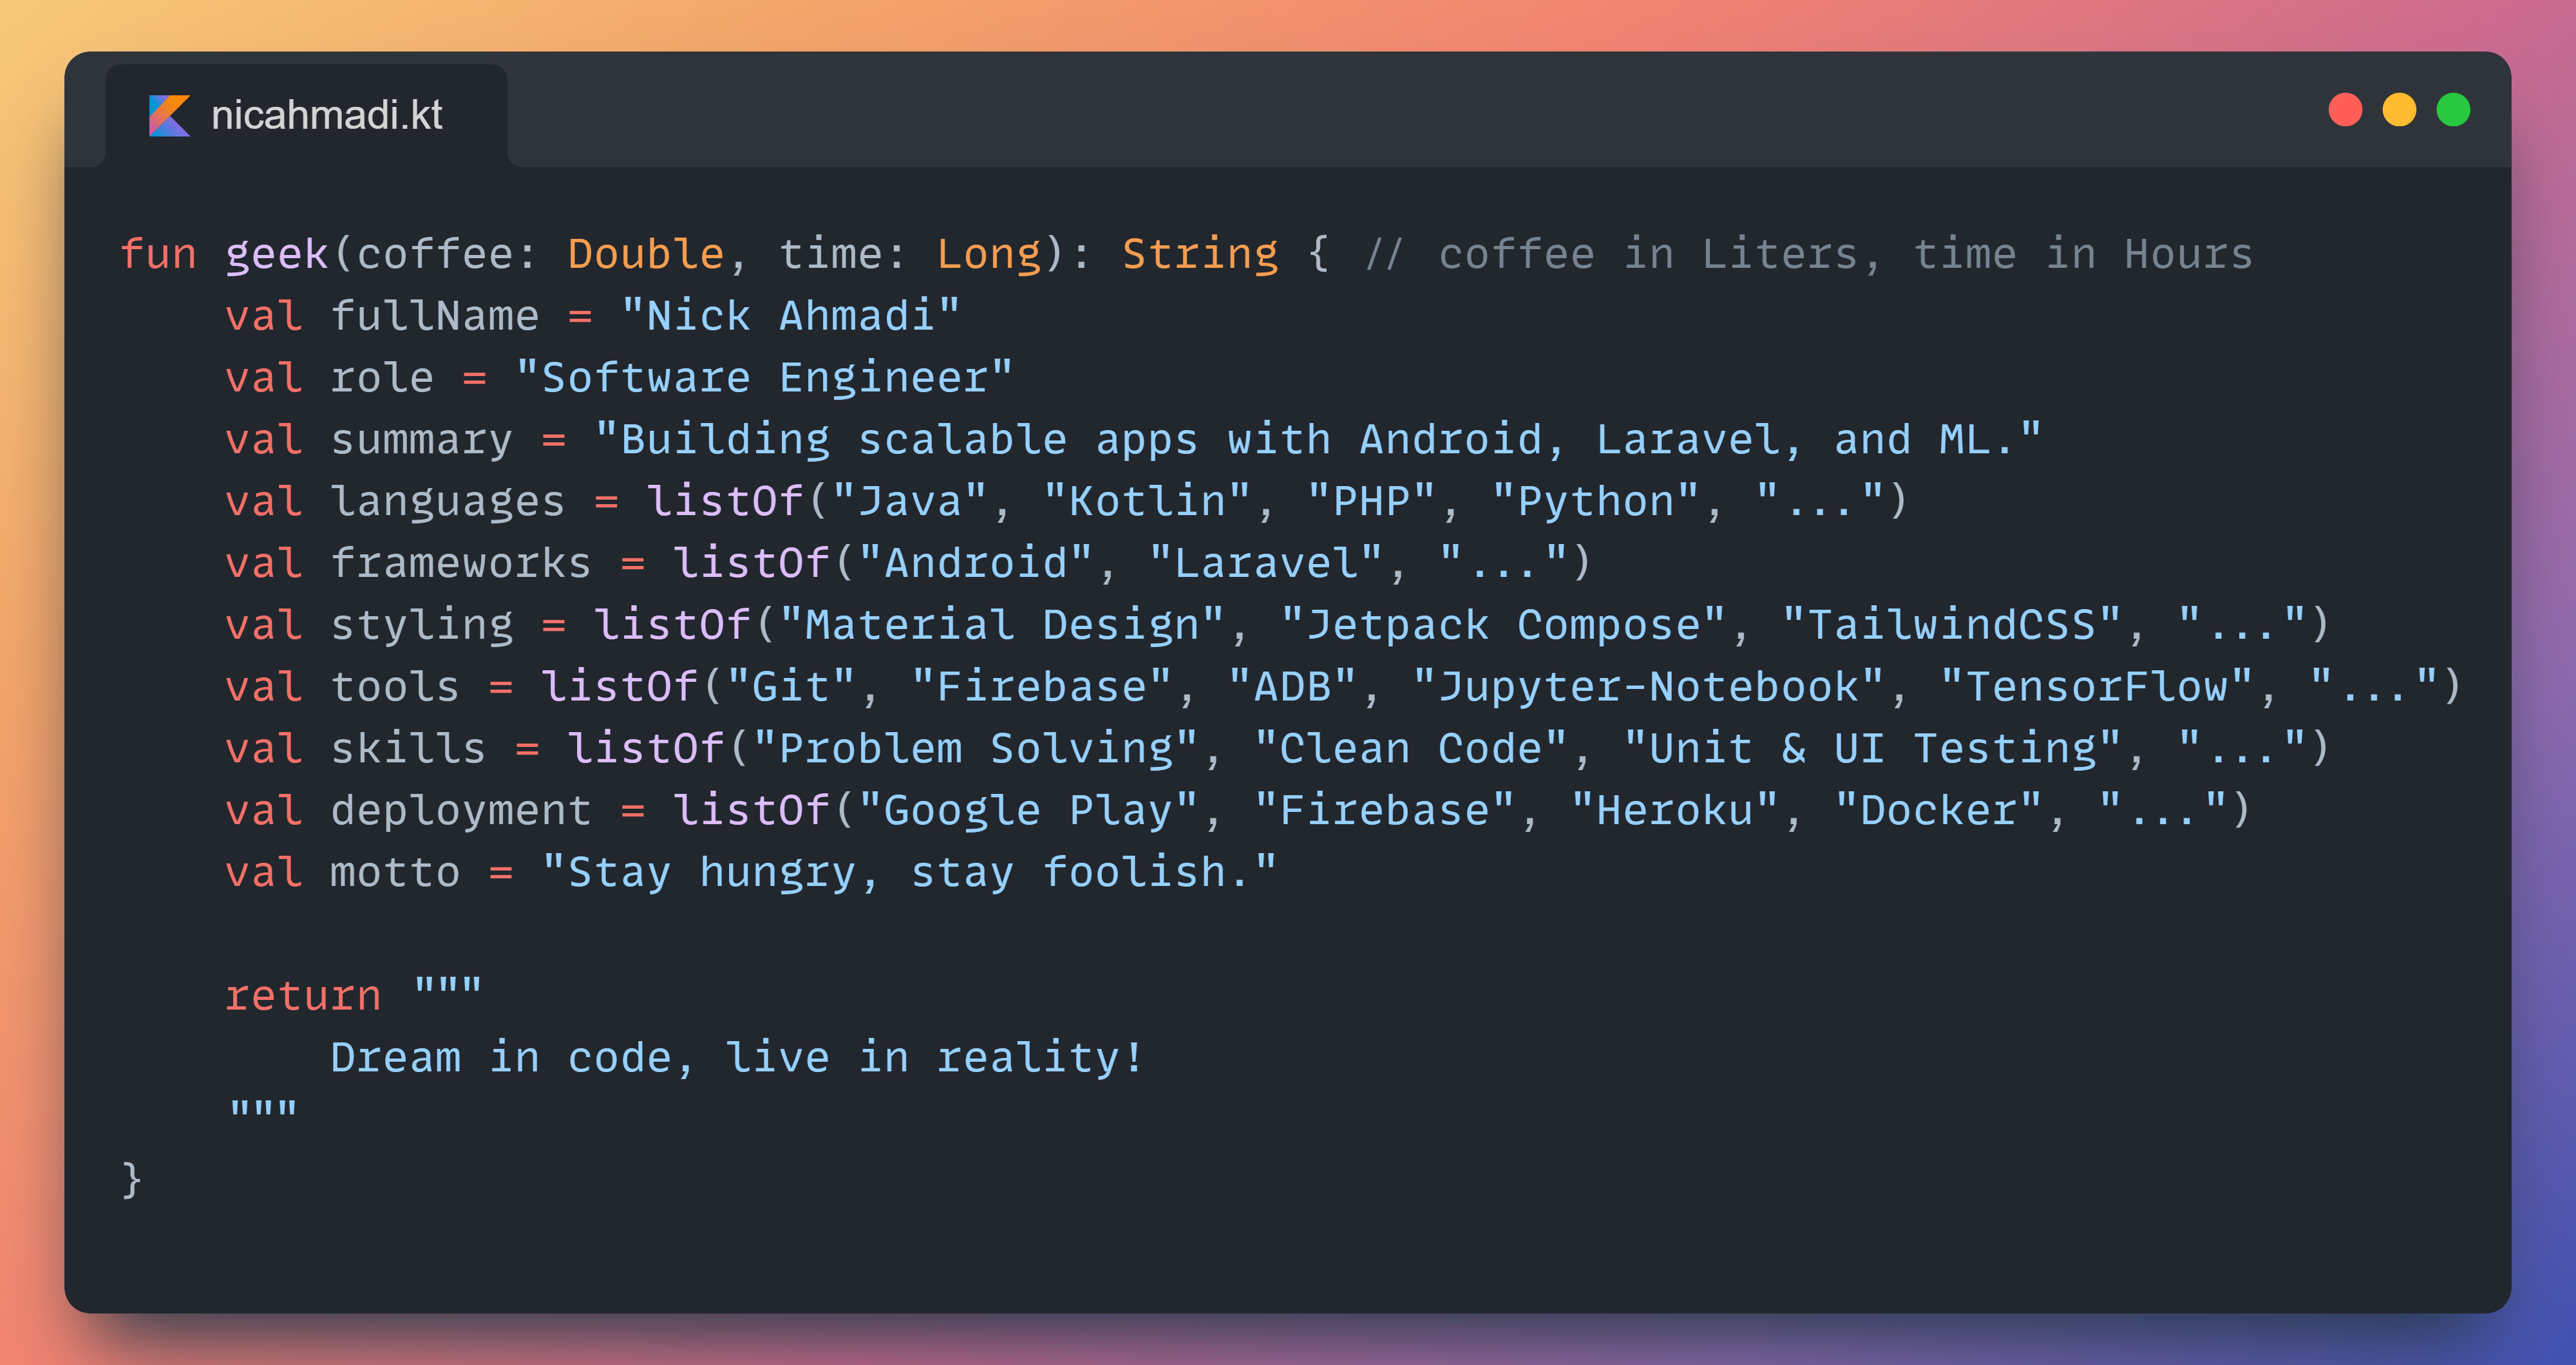 nicahmadi.kt
fun geek(coffee: Double, time: Long): String { // coffee in Liters, time in Hours
    val fullName = "Nick Ahmadi"
    val role = "Software Engineer"
    val summary = "Building scalable apps with Android, Laravel, and ML."
    val languages = listOf("Java", "Kotlin", "PHP", "Python", "...")
    val frameworks = listOf("Android", "Laravel", "...")
    val styling = listOf("Material Design", "Jetpack Compose", "TailwindCSS", "...")
    val tools = listOf("Git", "Firebase", "ADB", "Jupyter-Notebook", "TensorFlow", "...")
    val skills = listOf("Problem Solving", "Clean Code", "Unit & UI Testing", "...")
    val deployment = listOf("Google Play", "Firebase", "Heroku", "Docker", "...")
    val motto = "Stay hungry, stay foolish."

    return """
        Dream in code, live in reality!
    """
}